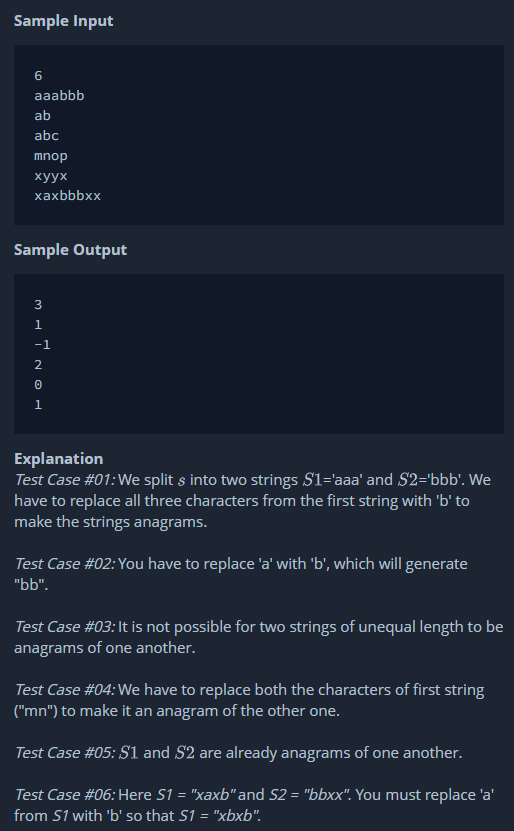 Sample Input
6
aaabbb
ab
abc
mnop
xyyx
xaxbbbxx
Sample Output
3
1
-1
2
0
1
Explanation
Test Case #01: We split s into two strings S1='aaa' and S2='bbb'. We
have to replace all three characters from the first string with 'b' to
make the strings anagrams.
Test Case #02: You have to replace 'a' with 'b', which will generate
"bb".
Test Case #03: It is not possible for two strings of unequal length to be
anagrams of one another.
Test Case #04: We have to replace both the characters of first string
("mn") to make it an anagram of the other one.
Test Case #05: S1 and S2 are already anagrams of one another.
Test Case #06: Here S1 = "xaxb" and S2 = "bbxx". You must replace 'a'
from S1 with 'b' so that S1 = "xbxb".